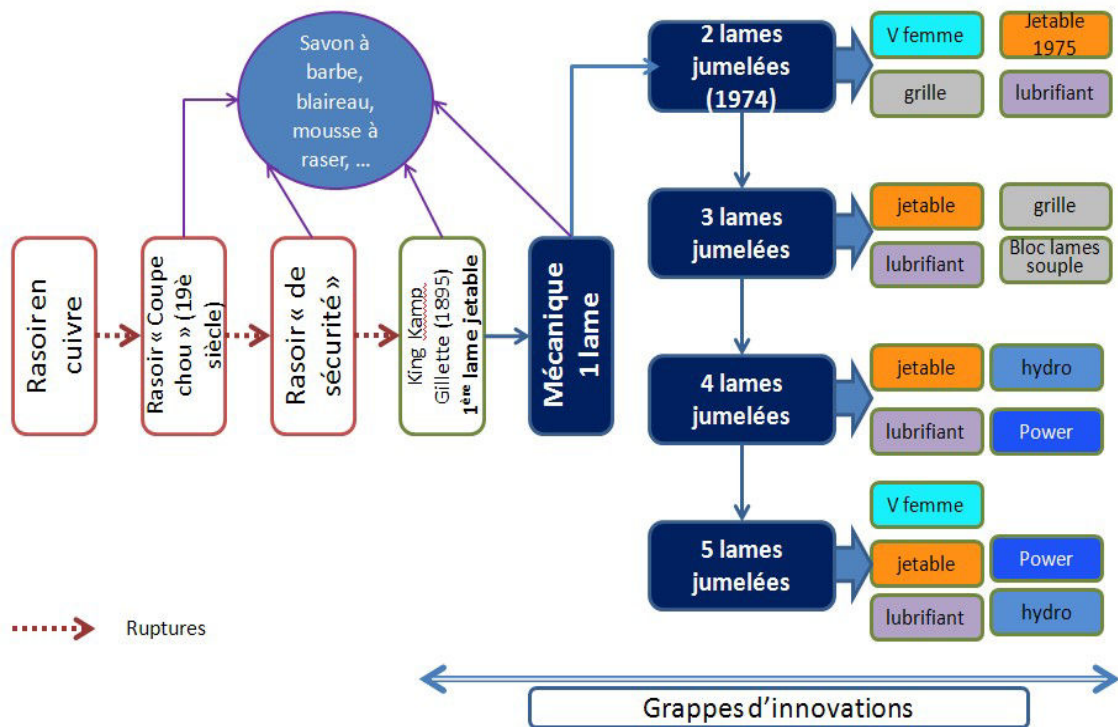 Savon à
barbe,
blaireau,
mousse à
raser, ...
Rasoir en
cuivre
Rasoir « Coupe
chou » (19è
siècle)
Rasoir « de
sécurité »
King Kamp
Gillette (1895)
1ère lame jetable
Mécanique
1 lame
2 lames
jumelées
(1974)
V femme
Jetable
1975
grille
lubrifiant
3 lames
jumelées
jetable
grille
lubrifiant
Bloc lames
souple
4 lames
jumelées
jetable
hydro
lubrifiant
Power
5 lames
jumelées
V femme
jetable
Power
lubrifiant
hydro
Ruptures
Grappes d'innovations